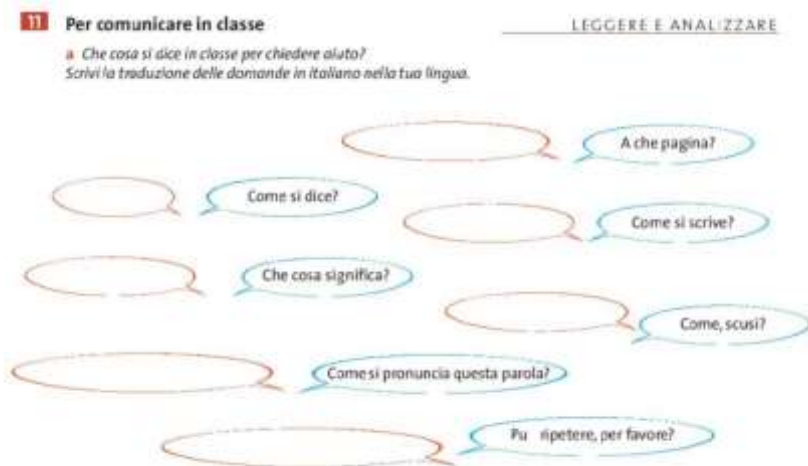 11 Per comunicare in classe
LEGGERE E ANALIZZARE
a Che cosa si dice in classe per chiedere aiuto?
Scrivi la traduzione delle domande in italiano nella tua lingua.
A che pagina?
Come si dice?
Come si scrive?
Che cosa significa?
Come, scusi?
Come si pronuncia questa parola?
Pu ripetere, per favore?